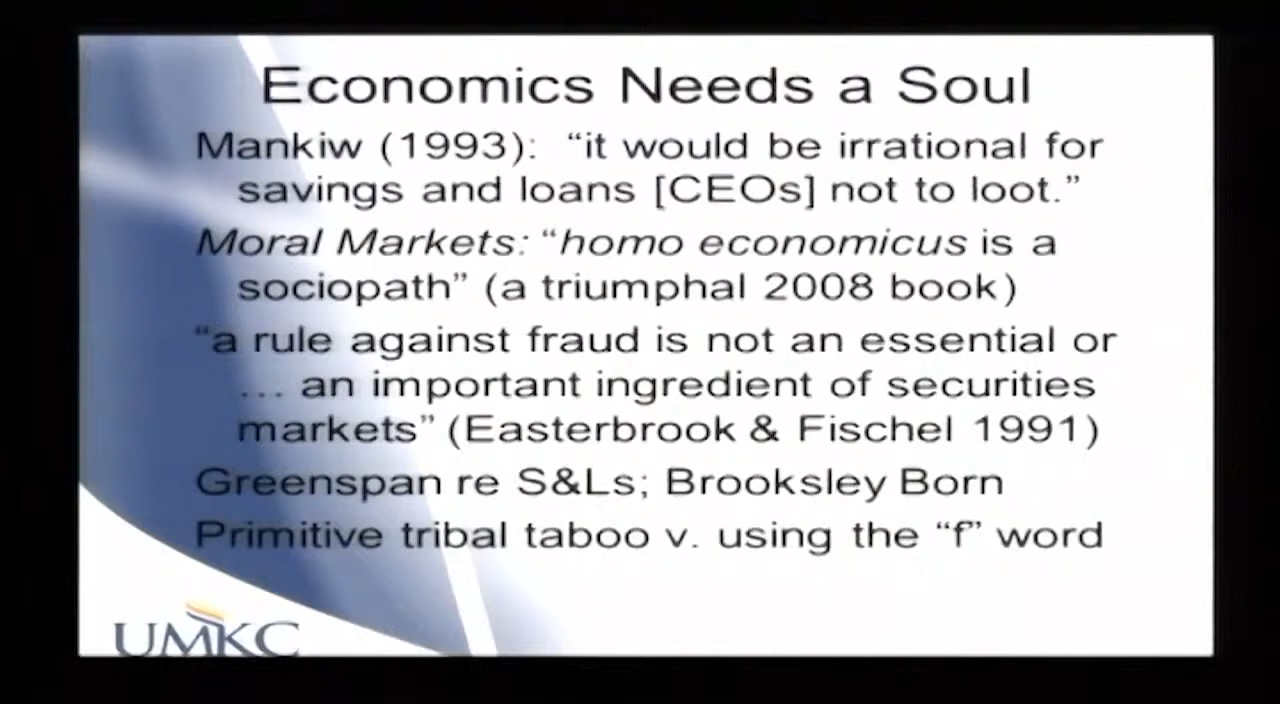 Economics Needs a Soul
Mankiw (1993): “it would be irrational for
savings and loans [CEOs] not to loot.”
Moral Markets: “homo economicus is a
sociopath” (a triumphal 2008 book)
“a rule against fraud is not an essential or
… an important ingredient of securities
markets” (Easterbrook & Fischel 1991)
Greenspan re S&Ls; Brooksley Born
Primitive tribal taboo v. using the “f” word
UMKC